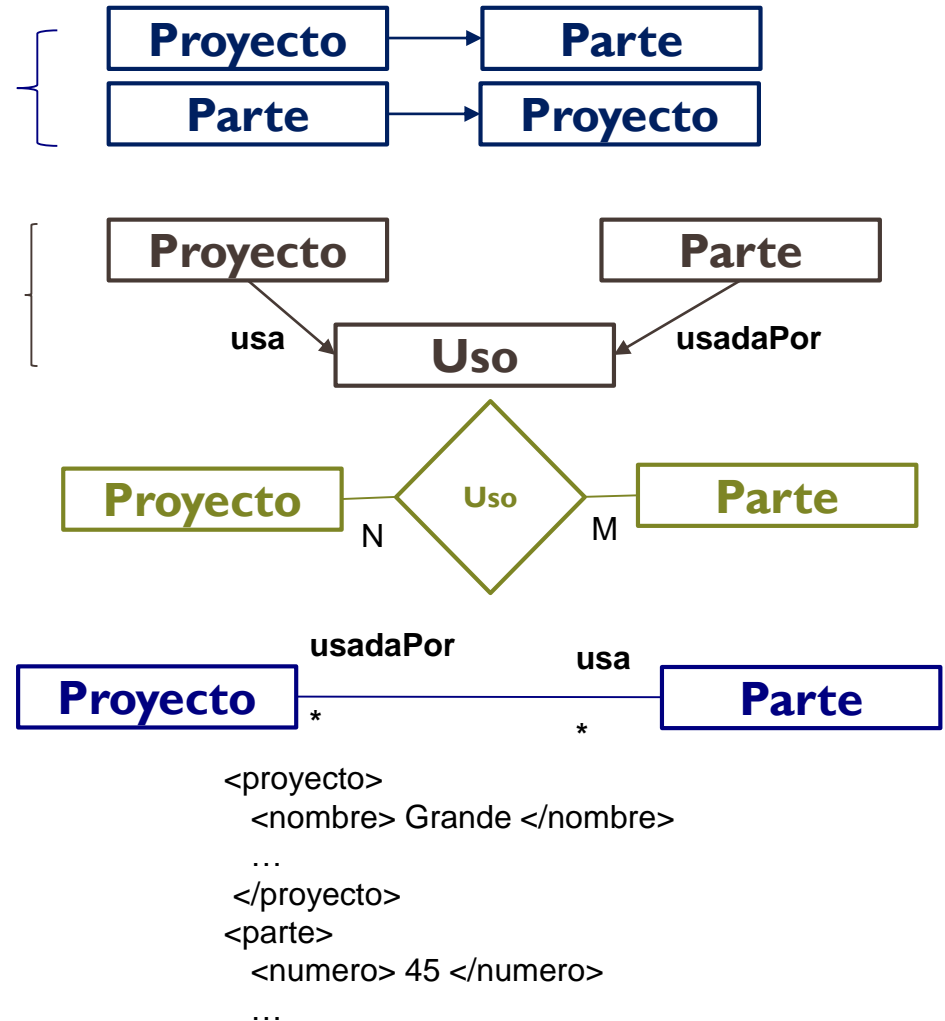 Proyecto Parte
Parte Proyecto
Proyecto Parte
usa usadaPor
Uso
Proyecto Uso Parte
N M
usadaPor usa
Proyecto Parte
* *
<proyecto>
<nombre> Grande </nombre>
…
</proyecto>
<parte>
<numero> 45 </numero>
…